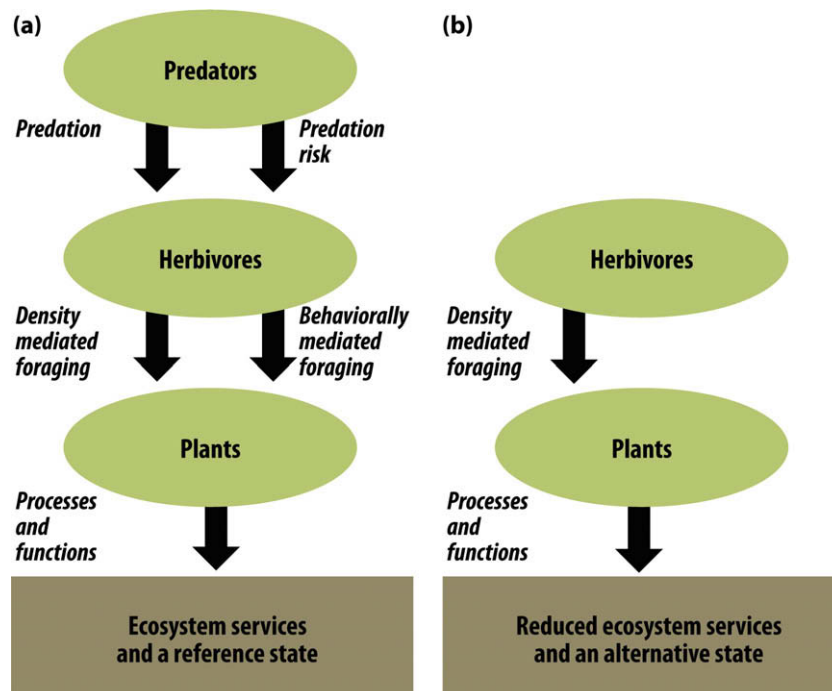 (a)
Predators
Predation
Predation
risk
Herbivores
Density
mediated
foraging
Behaviorally
mediated
foraging
Plants
Processes
and
functions
Ecosystem services
and a reference state
(b)
Herbivores
Density
mediated
foraging
Plants
Processes
and
functions
Reduced ecosystem services
and an alternative state